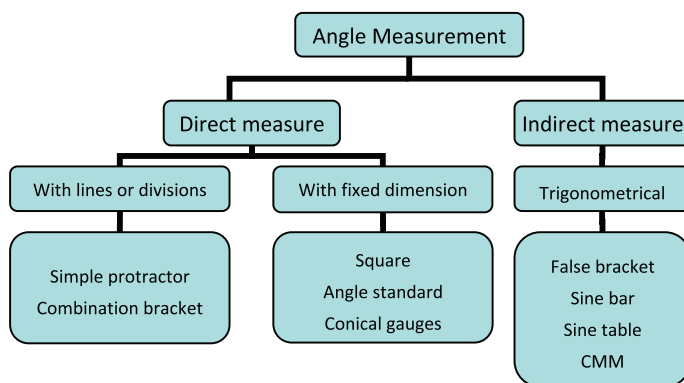 Angle Measurement
Direct measure
Indirect measure
With lines or divisions
With fixed dimension
Trigonometrical
Simple protractor
Combination bracket
Square
Angle standard
Conical gauges
False bracket
Sine bar
Sine table
CMM